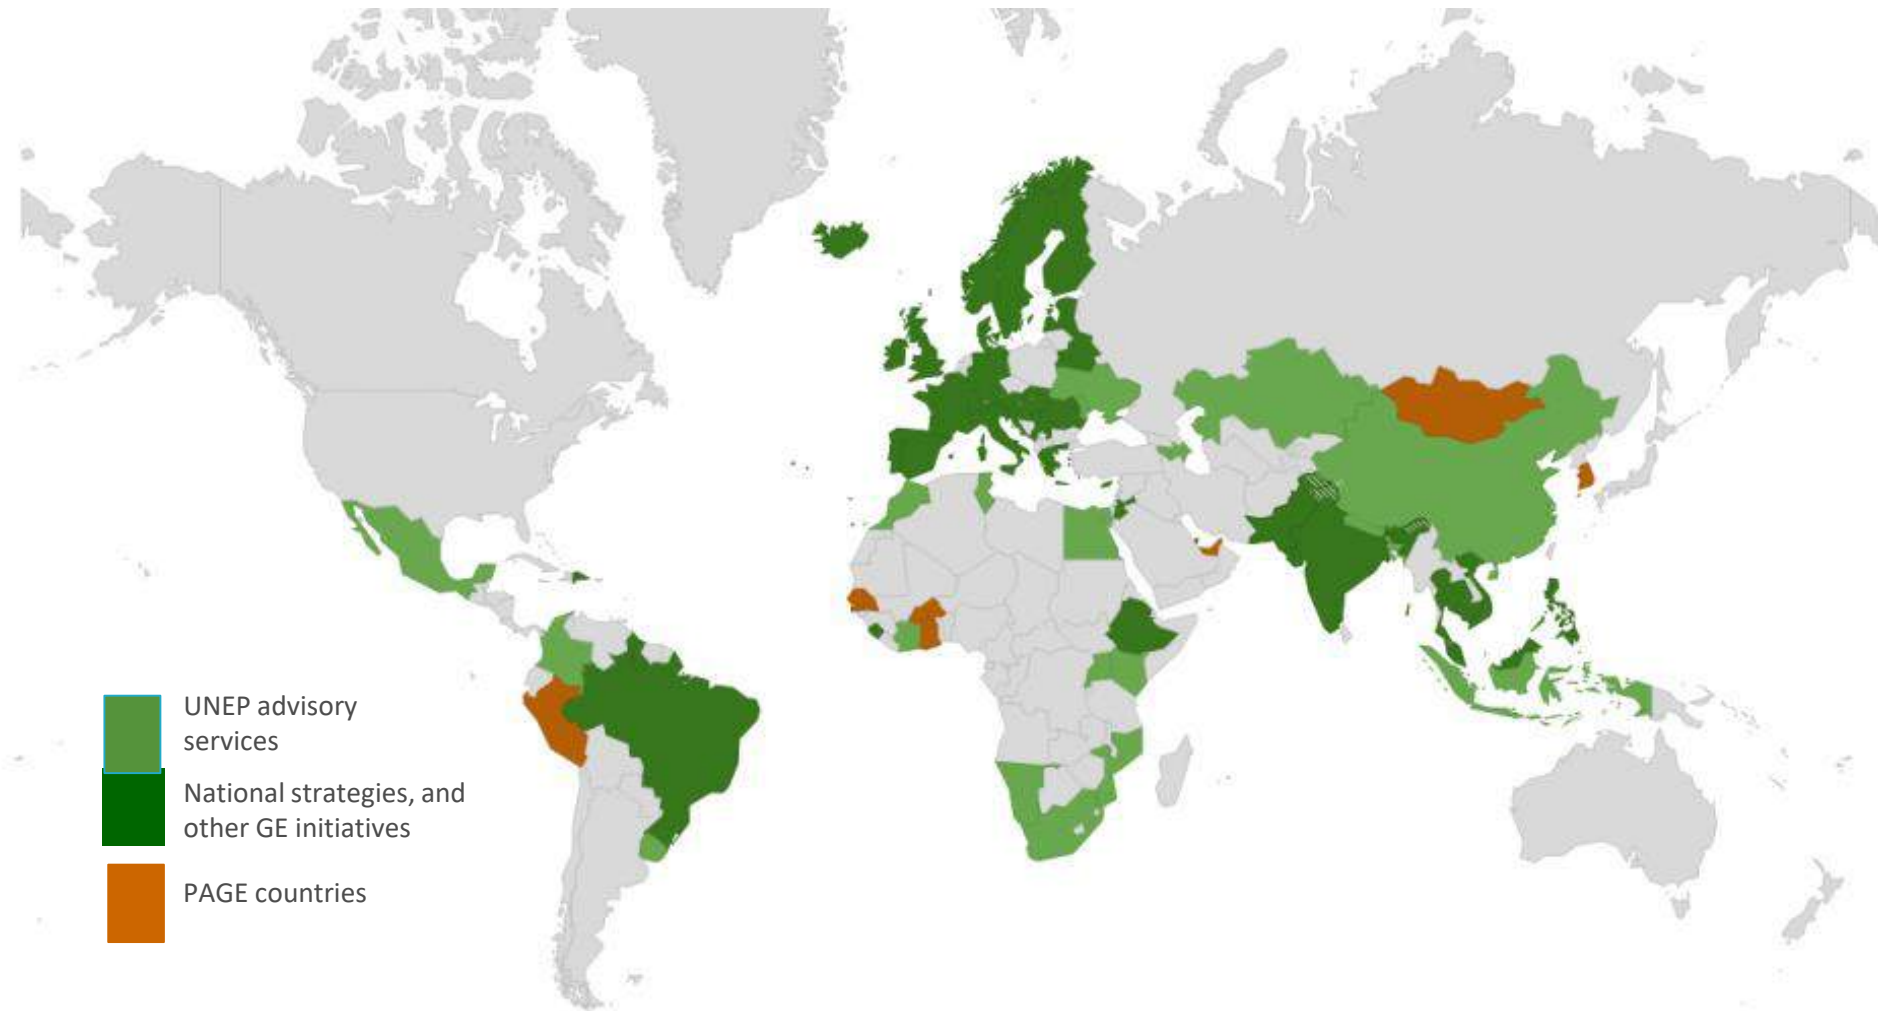 UNEP advisory
services
National strategies, and
other GE initiatives
PAGE countries